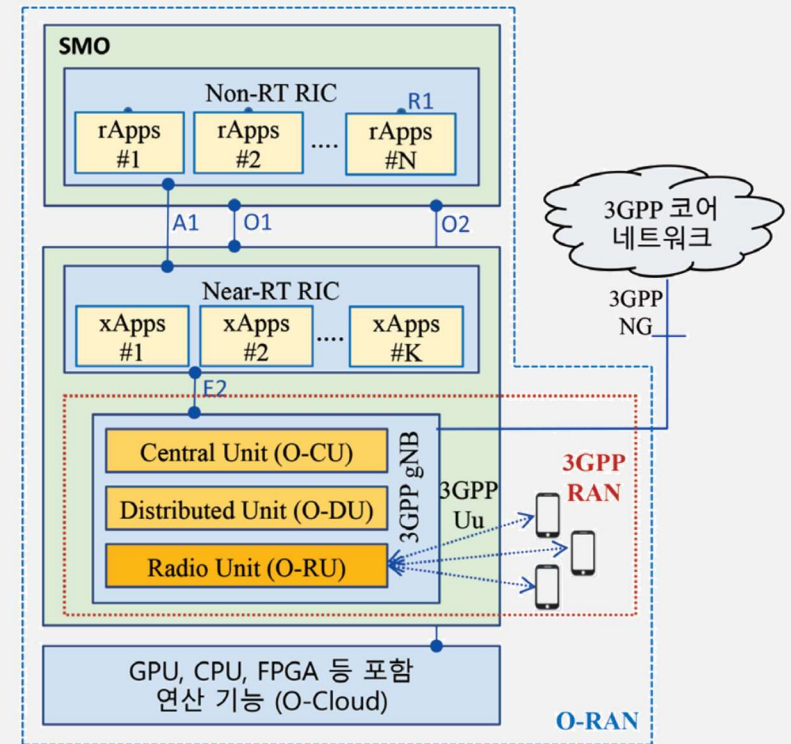 SMO
Non-RT RIC
R1
rApps
#1
rApps
#2
....
rApps
#N
A1
O1
O2
3GPP 코어
네트워크
3GPP
NG
Near-RT RIC
xApps
#1
xApps
#2
....
xApps
#K
E2
Central Unit (O-CU)
Distributed Unit (O-DU)
Radio Unit (O-RU)
3GPP gNB
3GPP
Uu
3GPP
RAN
GPU, CPU, FPGA 등 포함
연산 기능 (O-Cloud)
O-RAN